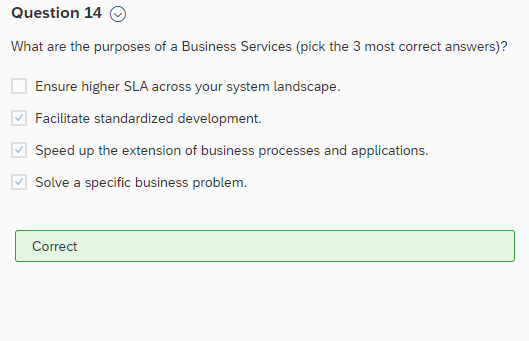 Question 14
What are the purposes of a Business Services (pick the 3 most correct answers)?
Ensure higher SLA across your system landscape.
Facilitate standardized development.
Speed up the extension of business processes and applications.
Solve a specific business problem.
Correct